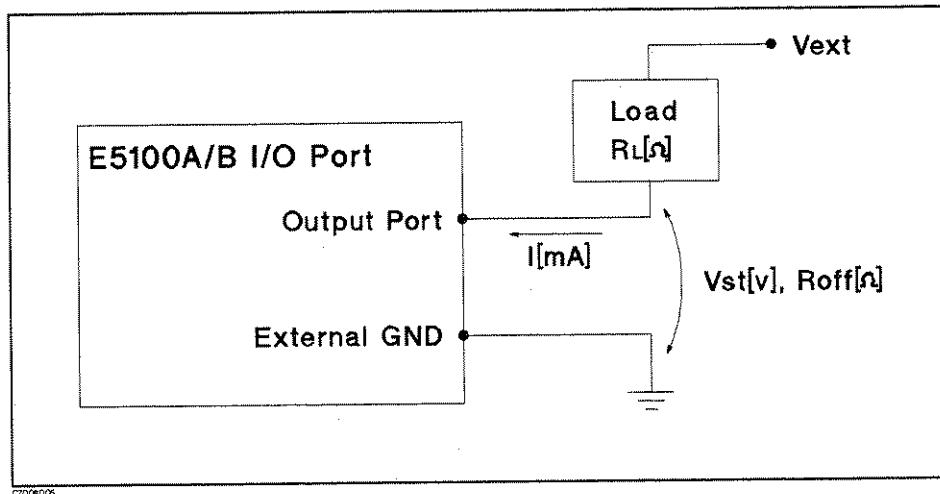 Vext
Load
RL[Ω]
E5100A/B I/O Port
Output Port
I[mA]
Vst[v], Roff[Ω]
External GND